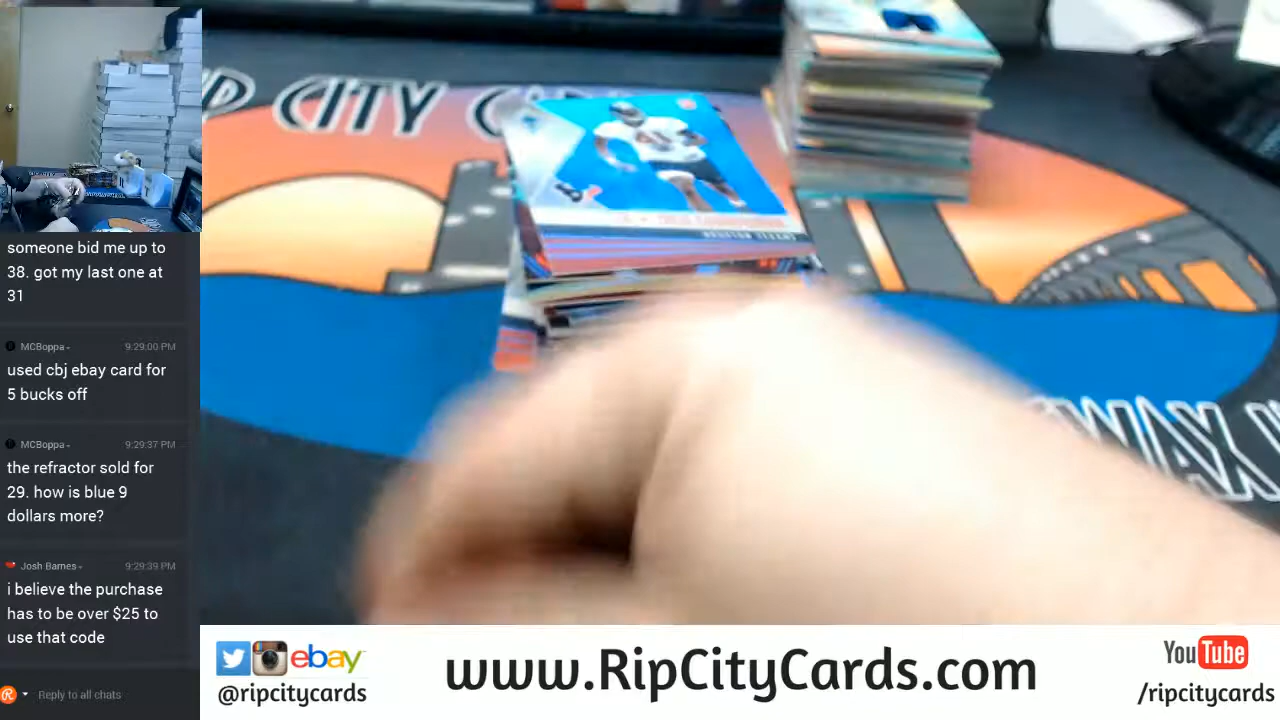 someone bid me up to
38. got my last one at
31
MCBoppa
9:29:00 PM
used cbj ebay card for
5 bucks off
MCBoppa
9:29:37 PM
the refractor sold for
29. how is blue 9
dollars more?
Josh Barnes
9:29:39 PM
i believe the purchase
has to be over $25 to
use that code
Reply to all chats
CITY
HOUSTON TEXANS
WAX
ebay
@ripcitycards
www.RipCityCards.com
YouTube
/ripcitycards